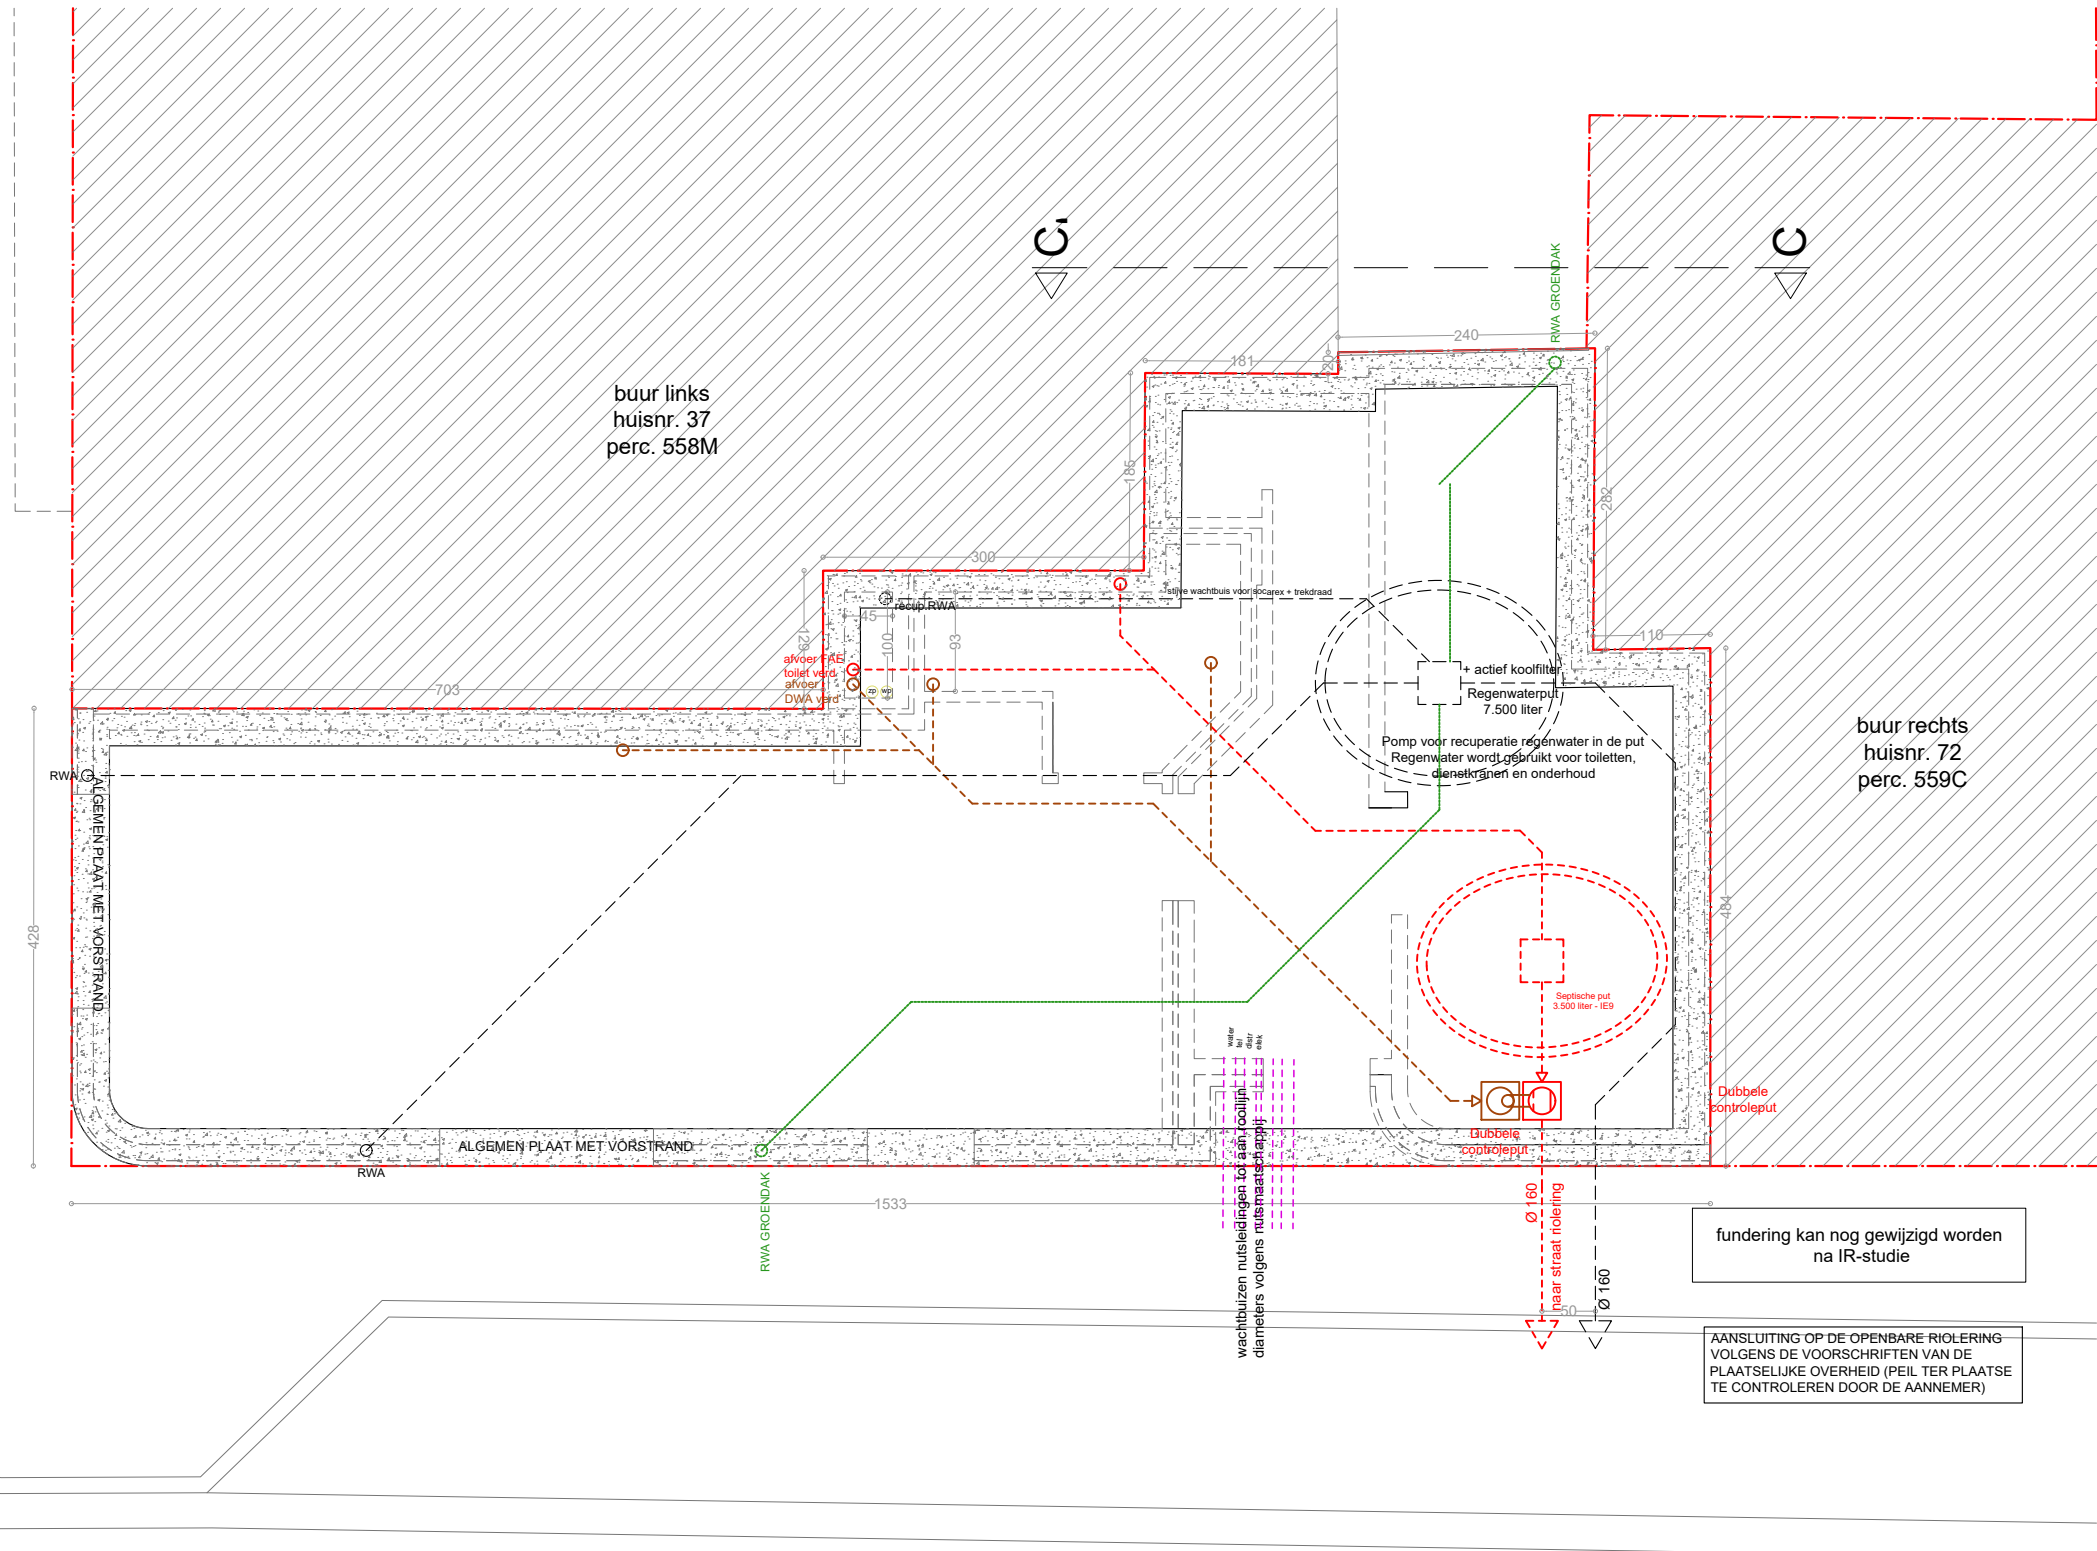 C'
C
RWA GROENDAK
240
181
20
buur links
huisnr. 37
perc. 558M
185
282
300
stijve wachtbuis voor socarex + trekdraad
recup.RWA
45
129
100
93
110
afvoer FAE
toilet verd
afvoer
DWA verd
zp
wp
703
+ actief koolfilter
Regenwaterput
7.500 liter
Pomp voor recuperatie regenwater in de put
Regenwater wordt gebruikt voor toiletten,
dienstkranen en onderhoud
buur rechts
huisnr. 72
perc. 559C
RWA
ALGEMEN PLAAT MET VORSTRAND
428
484
Septische put
3.500 liter - IE9
water
tel
distr
elek
Dubbele
controleput
Dubbele
controleput
ALGEMEN PLAAT MET VORSTRAND
RWA
RWA GROENDAK
1533
wachtbuizen nutsleidingen tot aan rooilijn
diameters volgens nutsmaatschappij
Ø 160
naar straat riolering
Ø 160
50
fundering kan nog gewijzigd worden
na IR-studie
AANSLUITING OP DE OPENBARE RIOLERING
VOLGENS DE VOORSCHRIFTEN VAN DE
PLAATSELIJKE OVERHEID (PEIL TER PLAATSE
TE CONTROLEREN DOOR DE AANNEMER)